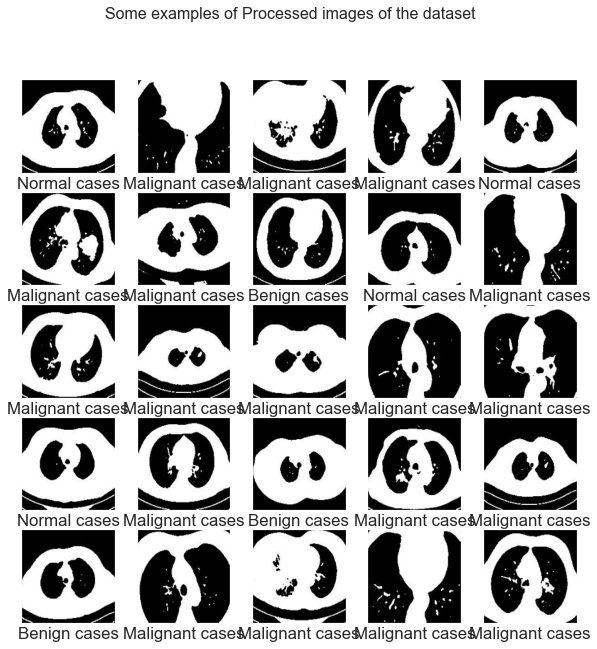 Some examples of Processed images of the dataset
Normal cases Malignant cases Malignant cases Malignant cases Normal cases
Malignant cases Malignant cases Benign cases Normal cases Malignant cases
Malignant cases Malignant cases Malignant cases Malignant cases Malignant cases
Normal cases Malignant cases Benign cases Malignant cases Malignant cases
Benign cases Malignant cases Malignant cases Malignant cases Malignant cases